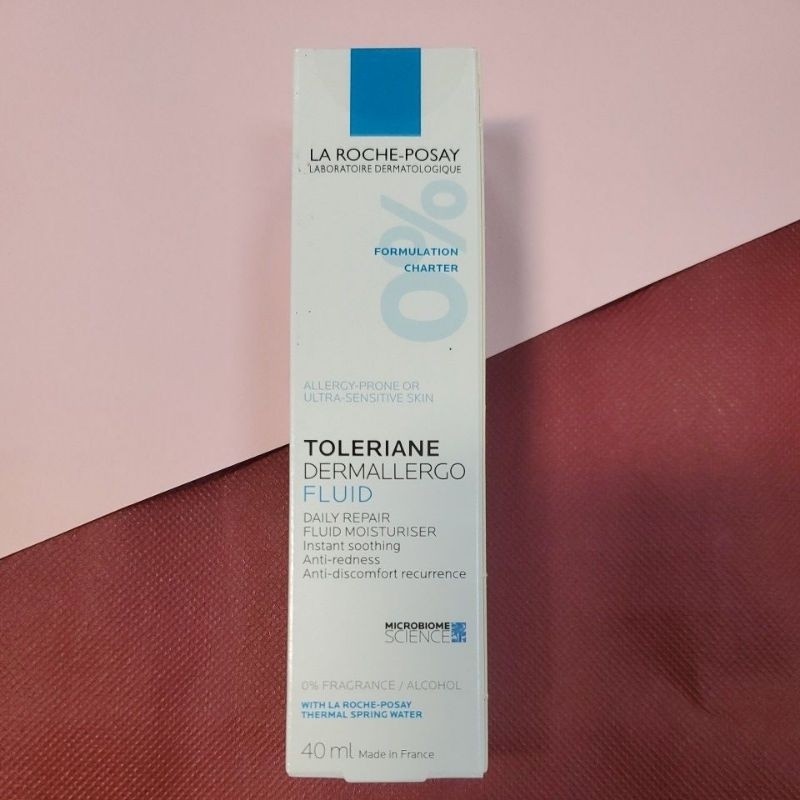 LA ROCHE-POSAY
LABORATOIRE DERMATOLOGIQUE
0%
FORMULATION
CHARTER
ALLERGY-PRONE OR
ULTRA-SENSITIVE SKIN
TOLERIANE
DERMALLERGO
FLUID
DAILY REPAIR
FLUID MOISTURISER
Instant soothing
Anti-redness
Anti-discomfort recurrence
MICROBIOME
SCIENCE
0% FRAGRANCE / ALCOHOL
WITH LA ROCHE-POSAY
THERMAL SPRING WATER
40 ml Made in France